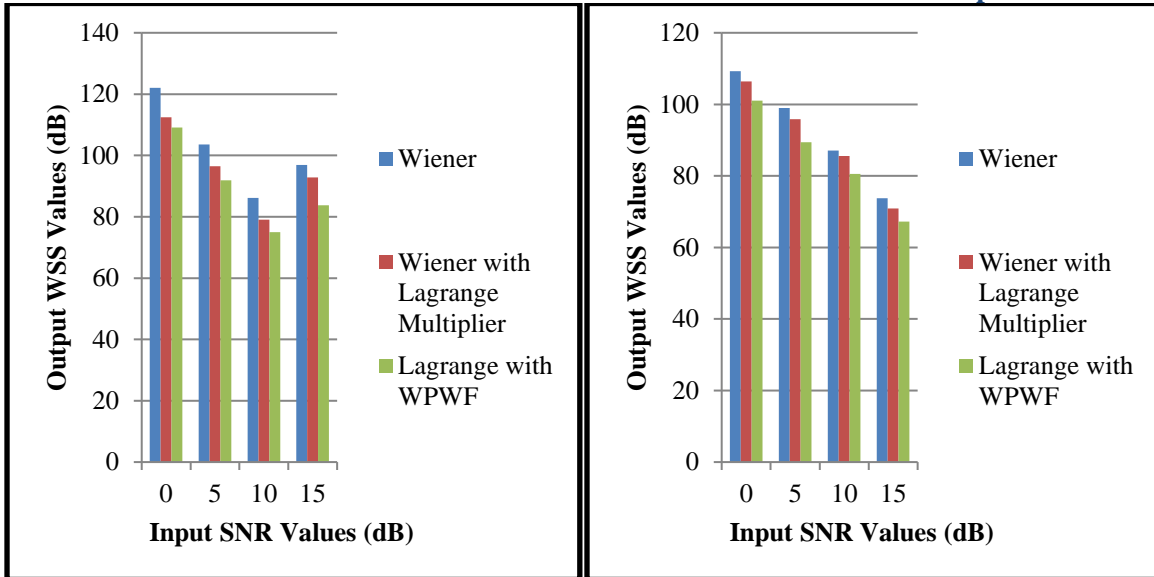 140
120
100
80
60
40
20
0
Output WSS Values (dB)
0 5 10 15
Input SNR Values (dB)
Wiener
Wiener with
Lagrange
Multiplier
Lagrange with
WPWF
120
100
80
60
40
20
0
Output WSS Values (dB)
0 5 10 15
Input SNR Values (dB)
Wiener
Wiener with
Lagrange
Multiplier
Lagrange with
WPWF